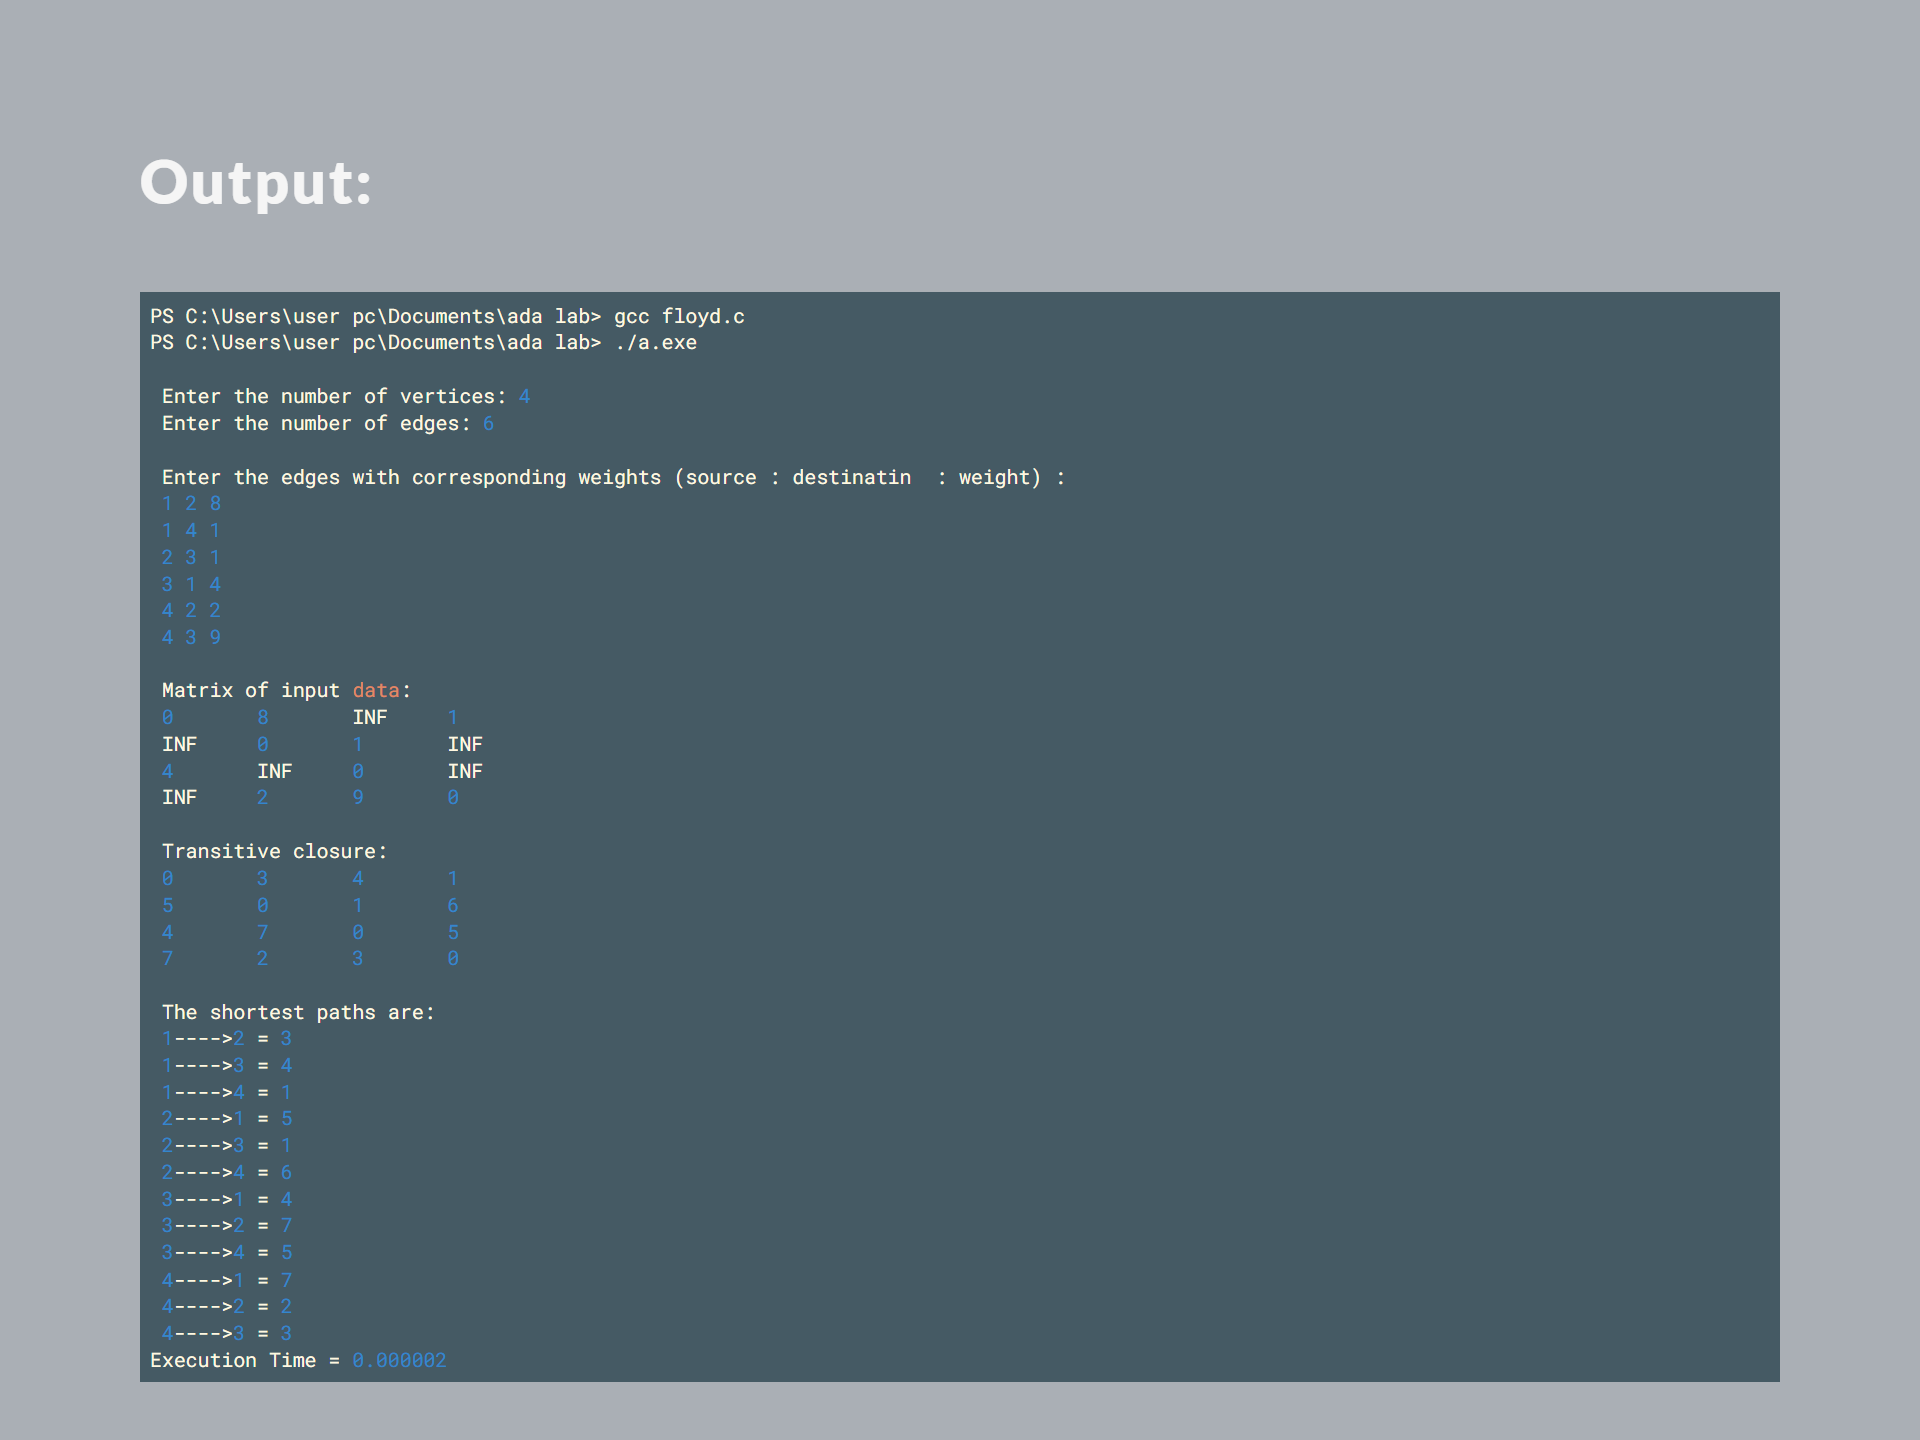 Output:
PS C:\Users\user pc\Documents\ada lab> gcc floyd.c
PS C:\Users\user pc\Documents\ada lab> ./a.exe
Enter the number of vertices: 4
Enter the number of edges: 6
Enter the edges with corresponding weights (source : destinatin  : weight) :
1 2 8
1 4 1
2 3 1
3 1 4
4 2 2
4 3 9
Matrix of input data:
0       8       INF     1
INF     0       1       INF
4       INF     0       INF
INF     2       9       0
Transitive closure:
0       3       4       1
5       0       1       6
4       7       0       5
7       2       3       0
The shortest paths are:
1---->2 = 3
1---->3 = 4
1---->4 = 1
2---->1 = 5
2---->3 = 1
2---->4 = 6
3---->1 = 4
3---->2 = 7
3---->4 = 5
4---->1 = 7
4---->2 = 2
4---->3 = 3
Execution Time = 0.000002